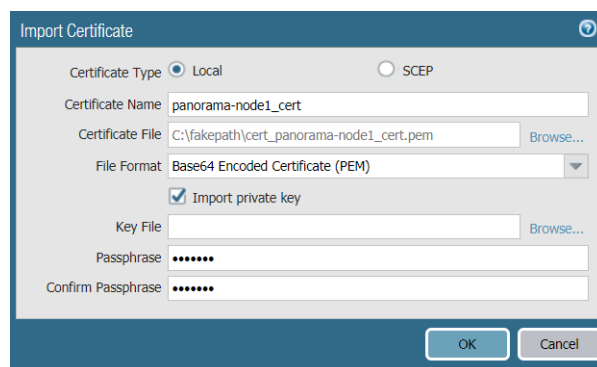 Import Certificate
Certificate Type Local SCEP
Certificate Name panorama-node1_cert
Certificate File C:\fakepath\cert_panorama-node1_cert.pem Browse...
File Format Base64 Encoded Certificate (PEM)
Import private key
Key File Browse...
Passphrase •••••••
Confirm Passphrase •••••••
OK Cancel